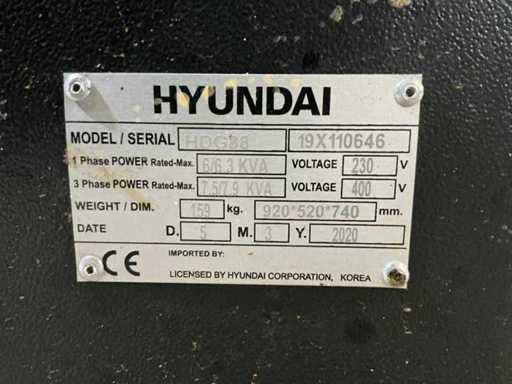 HYUNDAI
MODEL / SERIAL HDG88 19X110646
1 Phase POWER Rated-Max. 6/6.3 KVA VOLTAGE 230 V
3 Phase POWER Rated-Max. 7.5/7.9 KVA VOLTAGE 400 V
WEIGHT / DIM. 159 kg. 920*520*740 mm.
DATE D. 5 M. 3 Y. 2020
IMPORTED BY:
CE
LICENSED BY HYUNDAI CORPORATION, KOREA